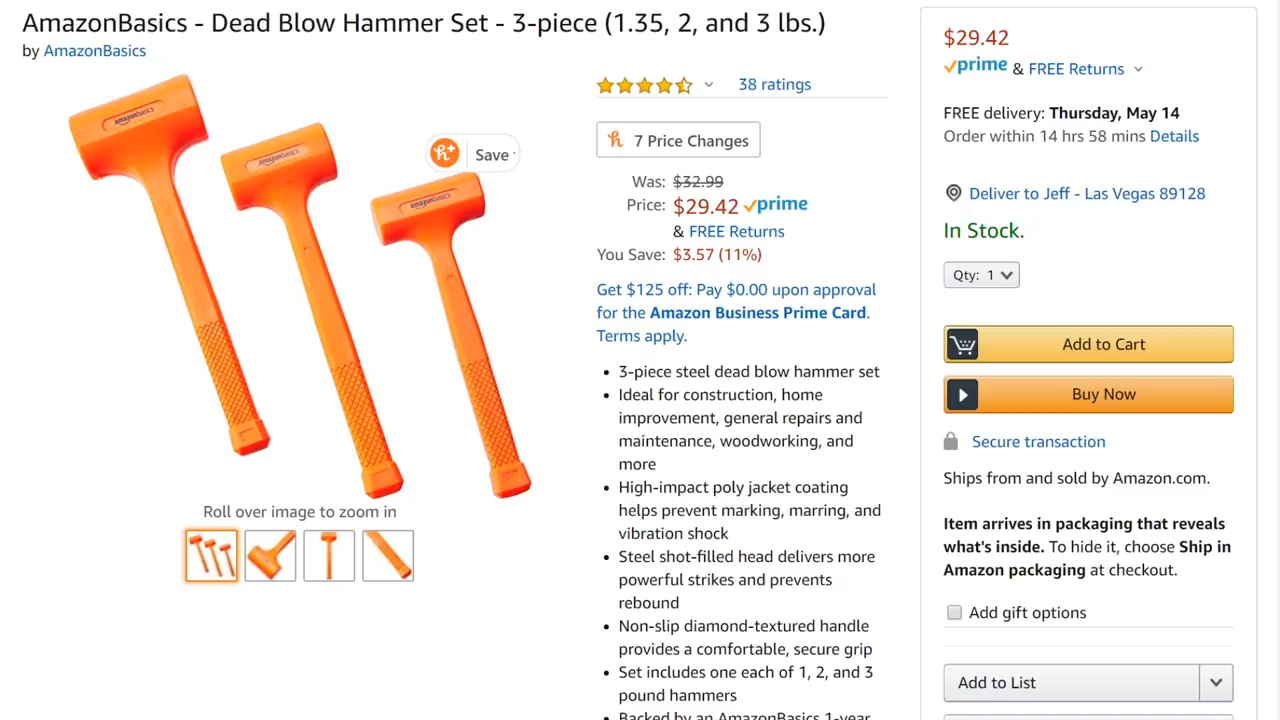 AmazonBasics - Dead Blow Hammer Set - 3-piece (1.35, 2, and 3 lbs.)
by AmazonBasics
amazonbasics
amazonbasics
amazonbasics
Save
Roll over image to zoom in
38 ratings
7 Price Changes
Was: $32.99
Price: $29.42 prime
& FREE Returns
You Save: $3.57 (11%)
Get $125 off: Pay $0.00 upon approval
for the Amazon Business Prime Card.
Terms apply.
• 3-piece steel dead blow hammer set
• Ideal for construction, home
improvement, general repairs and
maintenance, woodworking, and
more
• High-impact poly jacket coating
helps prevent marking, marring, and
vibration shock
• Steel shot-filled head delivers more
powerful strikes and prevents
rebound
• Non-slip diamond-textured handle
provides a comfortable, secure grip
• Set includes one each of 1, 2, and 3
pound hammers
• Backed by an AmazonBasics 1-year
$29.42
prime & FREE Returns
FREE delivery: Thursday, May 14
Order within 14 hrs 58 mins Details
Deliver to Jeff - Las Vegas 89128
In Stock.
Qty: 1
Add to Cart
Buy Now
Secure transaction
Ships from and sold by Amazon.com.
Item arrives in packaging that reveals
what's inside. To hide it, choose Ship in
Amazon packaging at checkout.
Add gift options
Add to List